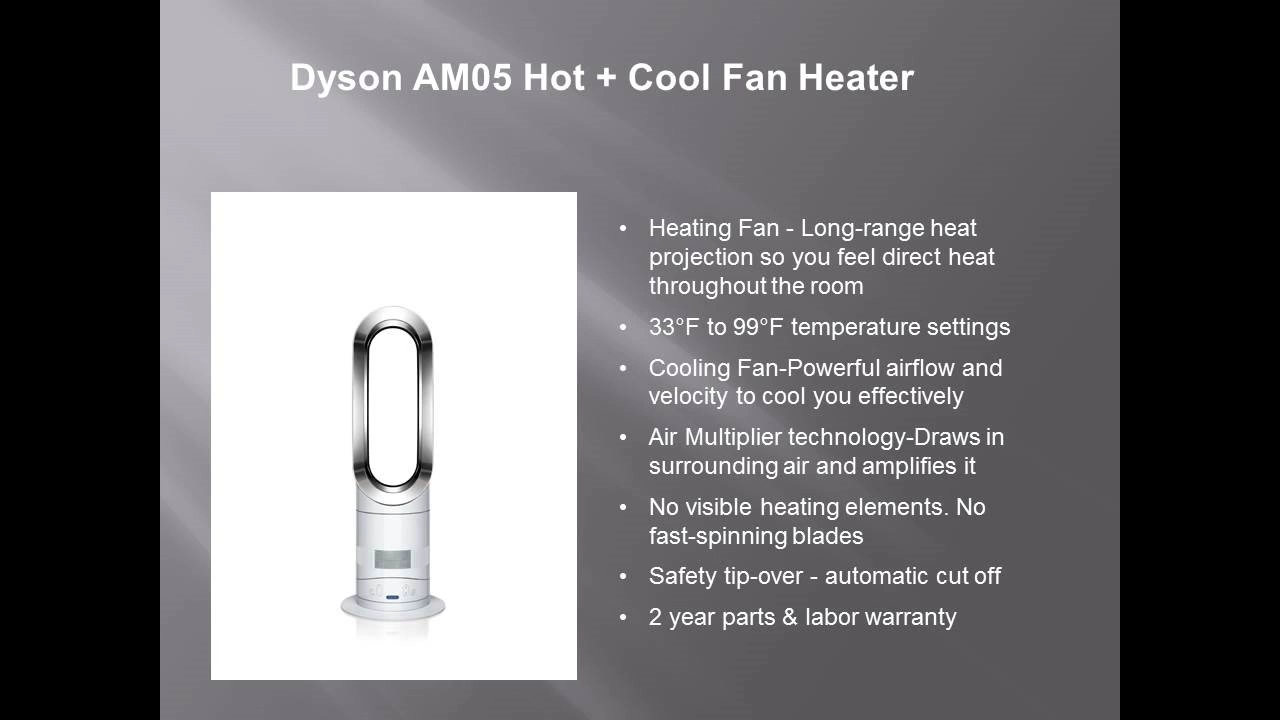 Dyson AM05 Hot + Cool Fan Heater
• Heating Fan - Long-range heat
projection so you feel direct heat
throughout the room
• 33°F to 99°F temperature settings
• Cooling Fan-Powerful airflow and
velocity to cool you effectively
• Air Multiplier technology-Draws in
surrounding air and amplifies it
• No visible heating elements. No
fast-spinning blades
• Safety tip-over - automatic cut off
• 2 year parts & labor warranty